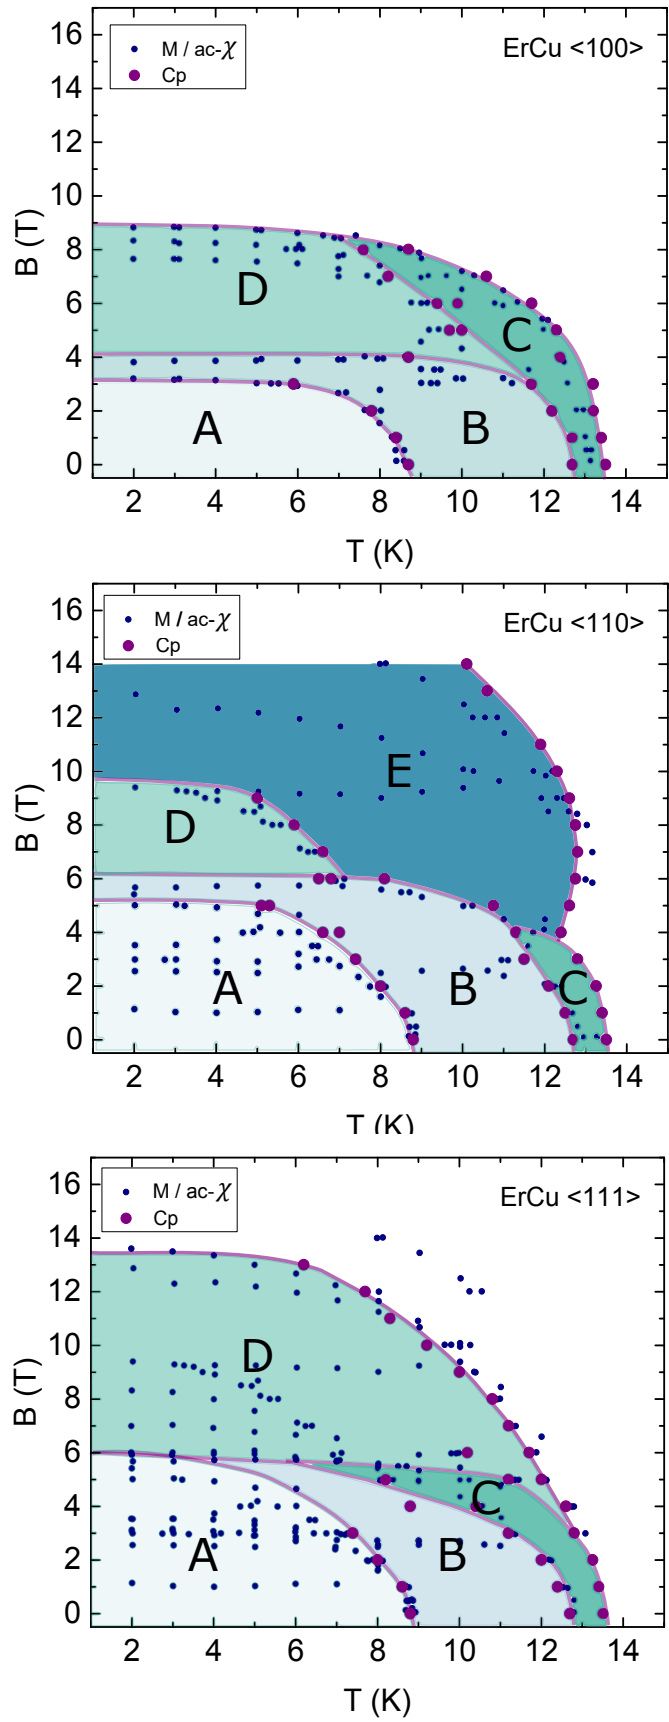 16
M / ac-χ
ErCu <100>
Cp
14
12
10
8
D
6
C
4
2
A
B
0
B (T)
2 4 6 8 10 12 14
T (K)
16
M / ac-χ
ErCu <110>
Cp
14
12
E
10
8
D
6
4
2
A
B
C
0
B (T)
2 4 6 8 10 12 14
T (K)
16
M / ac-χ
ErCu <111>
Cp
14
12
10
D
8
6
4
C
2
A
B
0
B (T)
2 4 6 8 10 12 14
T (K)